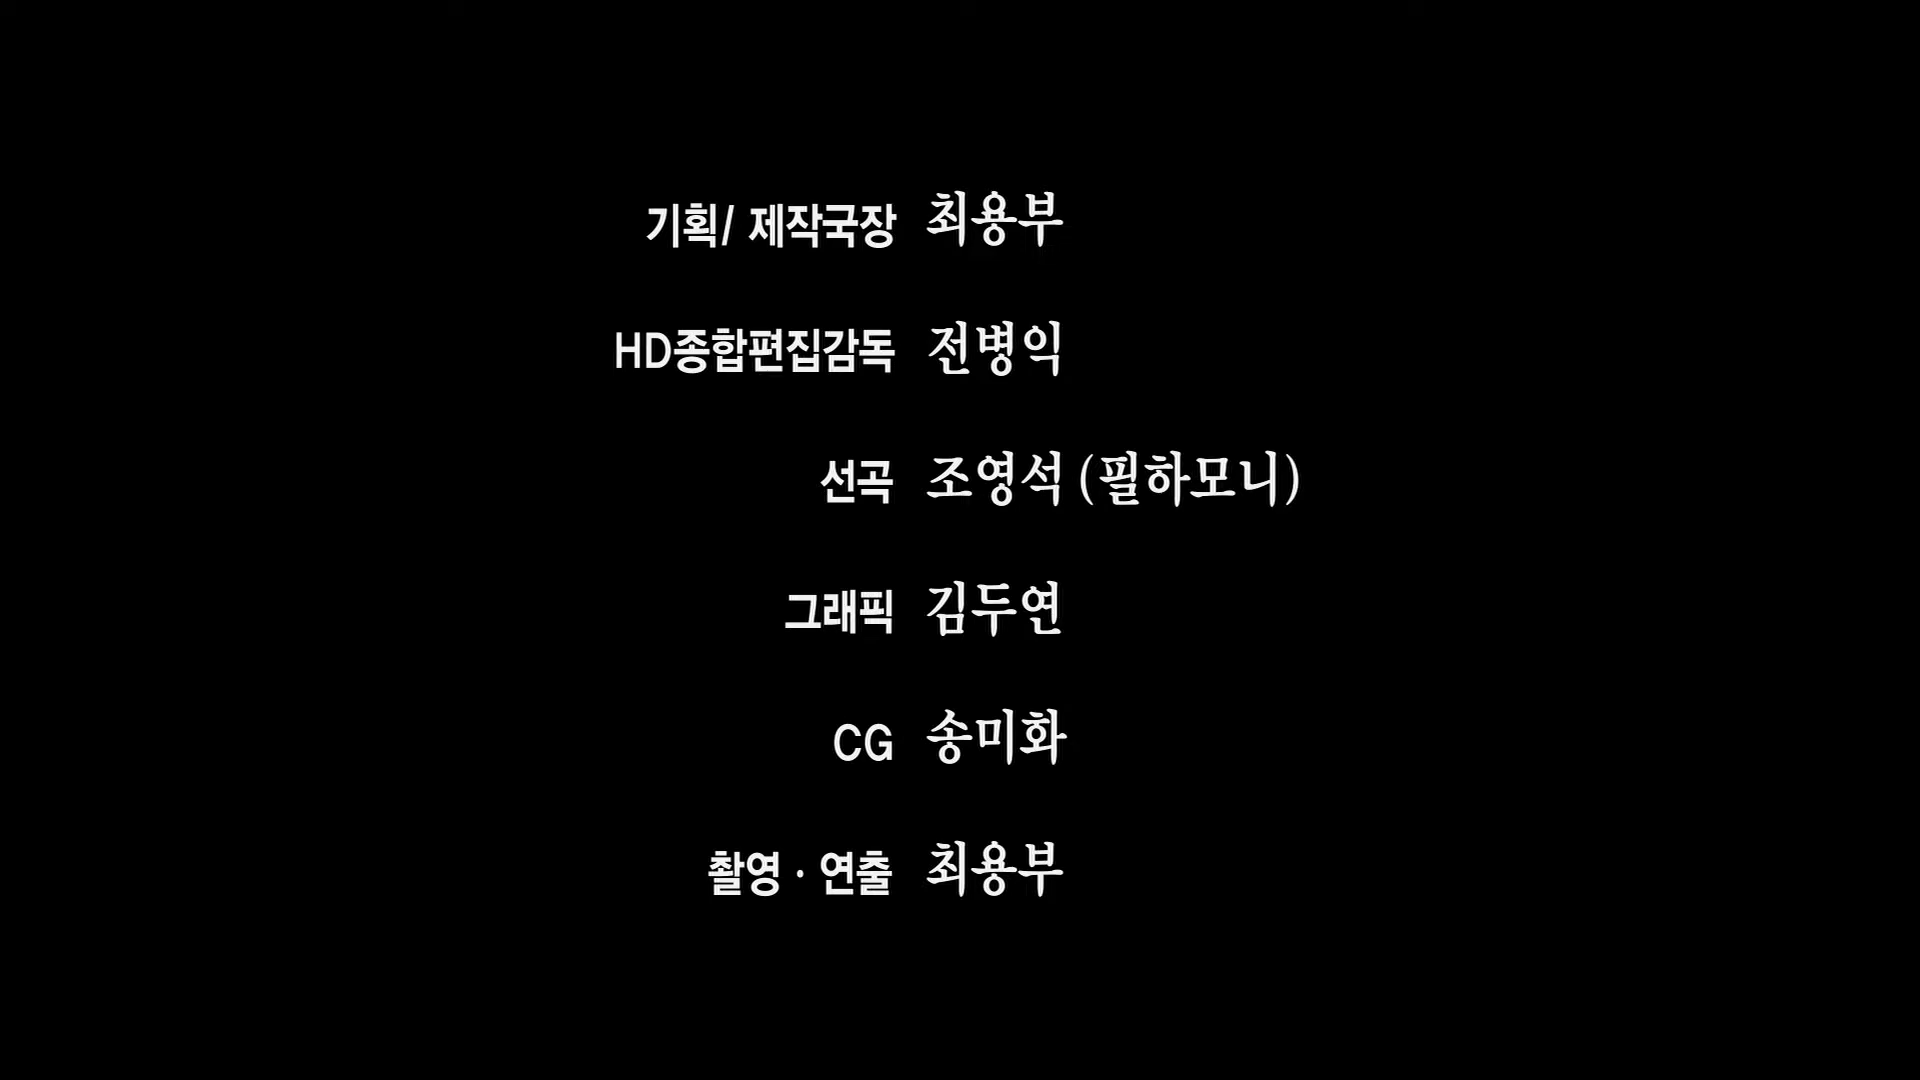 기획/ 제작국장 최용부
HD종합편집감독 전병익
선곡 조영석 (필하모니)
그래픽 김두연
CG 송미화
촬영 · 연출 최용부